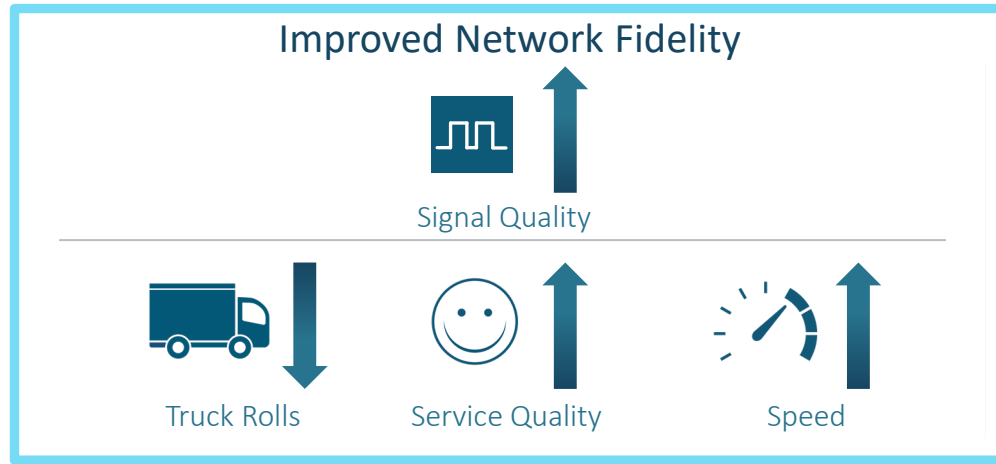 Improved Network Fidelity
Signal Quality
Truck Rolls
Service Quality
Speed